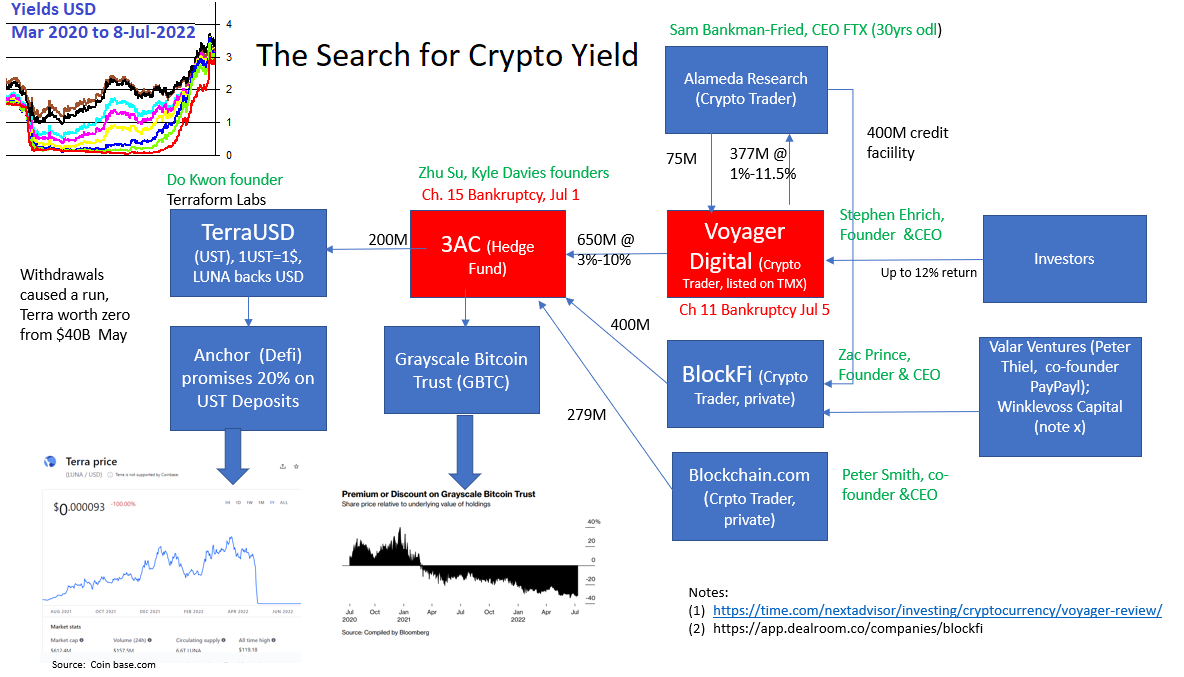 Yields USD
Mar 2020 to 8-Jul-2022
4
3
2
1
0
The Search for Crypto Yield
Sam Bankman-Fried, CEO FTX (30yrs odl)
Alameda Research
(Crypto Trader)
400M credit
faciility
75M
377M @
1%-11.5%
Do Kwon founder
Terraform Labs
Zhu Su, Kyle Davies founders
Ch. 15 Bankruptcy, Jul 1
TerraUSD
(UST), 1UST=1$,
LUNA backs USD
200M
3AC (Hedge
Fund)
650M @
3%-10%
Voyager
Digital (Crypto
Trader, listed on TMX)
Ch 11 Bankruptcy Jul 5
Stephen Ehrich,
Founder &CEO
Up to 12% return
Investors
Withdrawals
caused a run,
Terra worth zero
from $40B May
Anchor (Defi)
promises 20% on
UST Deposits
Grayscale Bitcoin
Trust (GBTC)
400M
279M
BlockFi (Crypto
Trader, private)
Zac Prince,
Founder & CEO
Valar Ventures (Peter
Thiel, co-founder
PayPayl);
Winklevoss Capital
(note x)
Blockchain.com
(Crpto Trader,
private)
Peter Smith, co-
founder &CEO
Terra price
(LUNA / USD) Terra is not supported by Coinbase
$0.000093 -100.00%
1H 1D 1W 1M 1Y ALL
AUG 2021 OCT 2021 DEC 2021 FEB 2022 APR 2022 JUN 2022
Market stats
Market cap Volume (24h) Circulating supply All time high
$612.4M $157.5M 6.6T LUNA $119.18
Source: Coin base.com
Premium or Discount on Grayscale Bitcoin Trust
Share price relative to underlying value of holdings
40%
20
0
-20
-40
Jul Oct Jan Apr Jul Oct Jan Apr Jul
2020 2021 2022
Source: Compiled by Bloomberg
Notes:
(1) https://time.com/nextadvisor/investing/cryptocurrency/voyager-review/
(2) https://app.dealroom.co/companies/blockfi